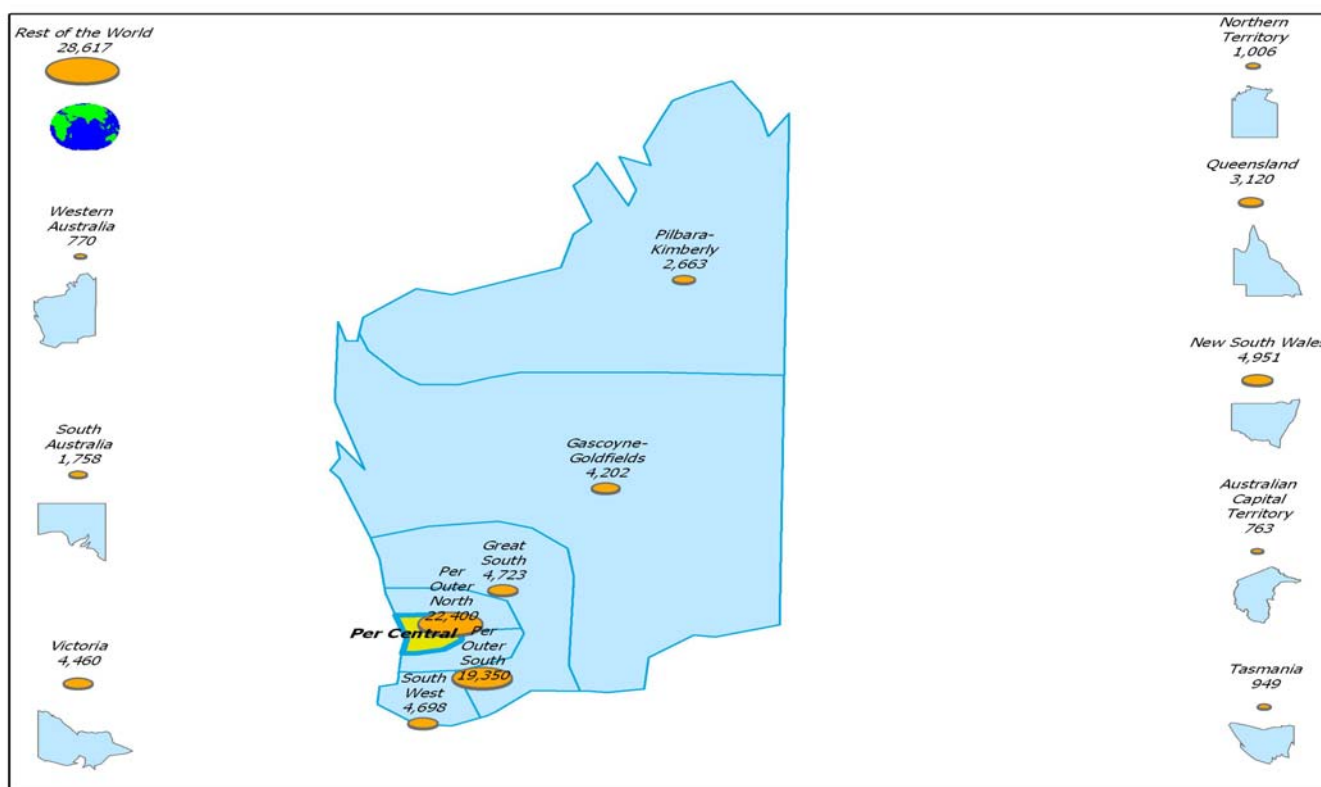 Rest of the World
28,617
Western
Australia
770
South
Australia
1,758
Victoria
4,460
Pilbara-
Kimberly
2,663
Gascoyne-
Goldfields
4,202
Great
South
4,723
Per
Outer
North
22,400
Per Central
Per
Outer
South
19,350
South
West
4,698
Northern
Territory
1,006
Queensland
3,120
New South Wales
4,951
Australian
Capital
Territory
763
Tasmania
949